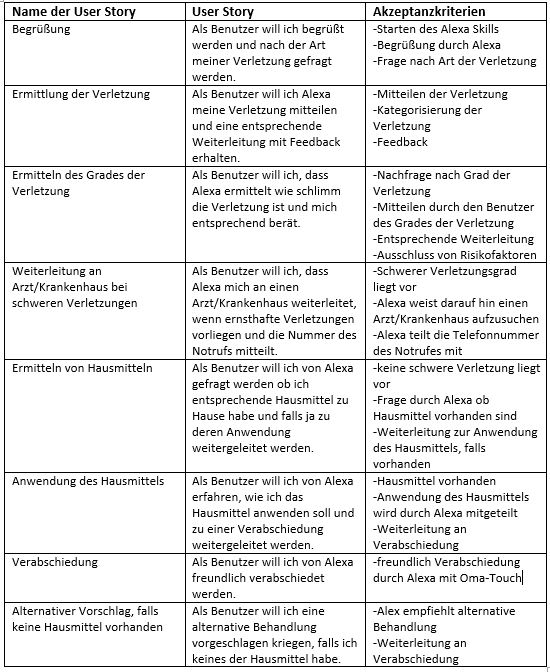 Name der User Story
User Story
Akzeptanzkriterien
Begrüßung
Als Benutzer will ich begrüßt
werden und nach der Art
meiner Verletzung gefragt
werden.
-Starten des Alexa Skills
-Begrüßung durch Alexa
-Frage nach Art der Verletzung
Ermittlung der Verletzung
Als Benutzer will ich Alexa
meine Verletzung mitteilen
und eine entsprechende
Weiterleitung mit Feedback
erhalten.
-Mitteilen der Verletzung
-Kategorisierung der
Verletzung
-Feedback
Ermitteln des Grades der
Verletzung
Als Benutzer will ich, dass
Alexa ermittelt wie schlimm
die Verletzung ist und mich
entsprechend berät.
-Nachfrage nach Grad der
Verletzung
-Mitteilen durch den Benutzer
des Grades der Verletzung
-Entsprechende Weiterleitung
-Ausschluss von Risikofaktoren
Weiterleitung an
Arzt/Krankenhaus bei
schweren Verletzungen
Als Benutzer will ich, dass
Alexa mich an einen
Arzt/Krankenhaus weiterleitet,
wenn ernsthafte Verletzungen
vorliegen und die Nummer des
Notrufs mitteilt.
-Schwerer Verletzungsgrad
liegt vor
-Alexa weist darauf hin einen
Arzt/Krankenhaus aufzusuchen
-Alexa teilt die Telefonnummer
des Notrufes mit
Ermitteln von Hausmitteln
Als Benutzer will ich von Alexa
gefragt werden ob ich
entsprechende Hausmittel zu
Hause habe und falls ja zu
deren Anwendung
weitergeleitet werden.
-keine schwere Verletzung liegt
vor
-Frage durch Alexa ob
Hausmittel vorhanden sind
-Weiterleitung zur Anwendung
des Hausmittels, falls
vorhanden
Anwendung des Hausmittels
Als Benutzer will ich von Alexa
erfahren, wie ich das
Hausmittel anwenden soll und
zu einer Verabschiedung
weitergeleitet werden.
-Hausmittel vorhanden
-Anwendung des Hausmittels
wird durch Alexa mitgeteilt
-Weiterleitung an
Verabschiedung
Verabschiedung
Als Benutzer will ich von Alexa
freundlich verabschiedet
werden.
-freundlich Verabschiedung
durch Alexa mit Oma-Touch
Alternativer Vorschlag, falls
keine Hausmittel vorhanden
Als Benutzer will ich eine
alternative Behandlung
vorgeschlagen kriegen, falls ich
keines der Hausmittel habe.
-Alex empfiehlt alternative
Behandlung
-Weiterleitung an
Verabschiedung